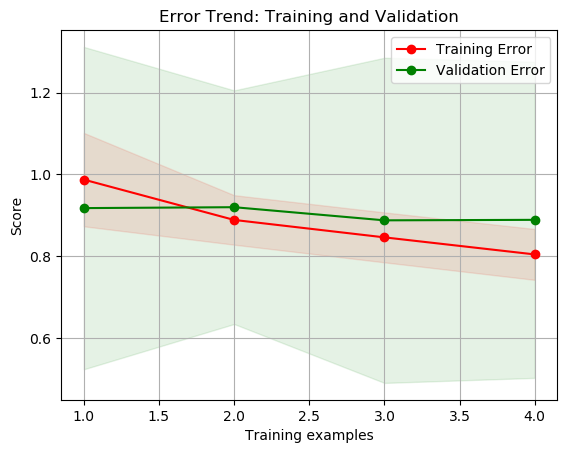 Error Trend: Training and Validation
Training Error
Validation Error
Score
1.2
1.0
0.8
0.6
1.0 1.5 2.0 2.5 3.0 3.5 4.0
Training examples